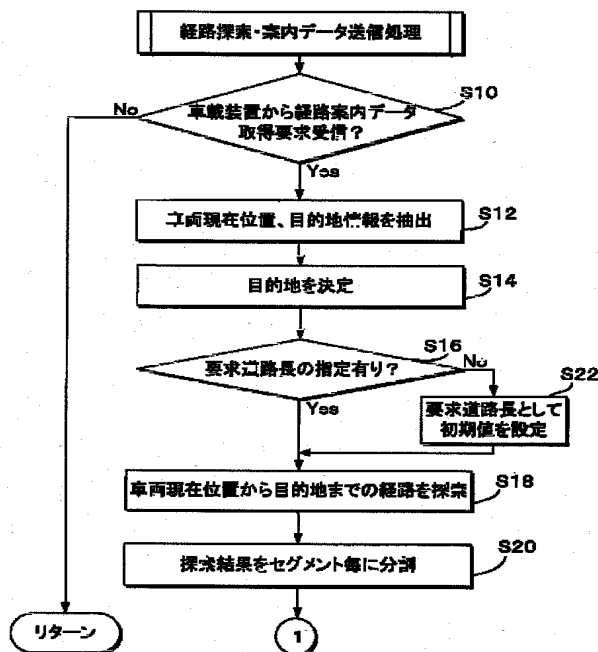 経路探索・案内データ送信処理
S10
No
車載装置から経路案内データ
取得要求受信?
Yes
車両現在位置、目的地情報を抽出
S12
目的地を決定
S14
S16
要求道路長の指定有り?
No
Yes
S22
要求道路長として
初期値を設定
車両現在位置から目的地までの経路を探索
S18
S20
探索結果をセグメント毎に分割
リターン
1